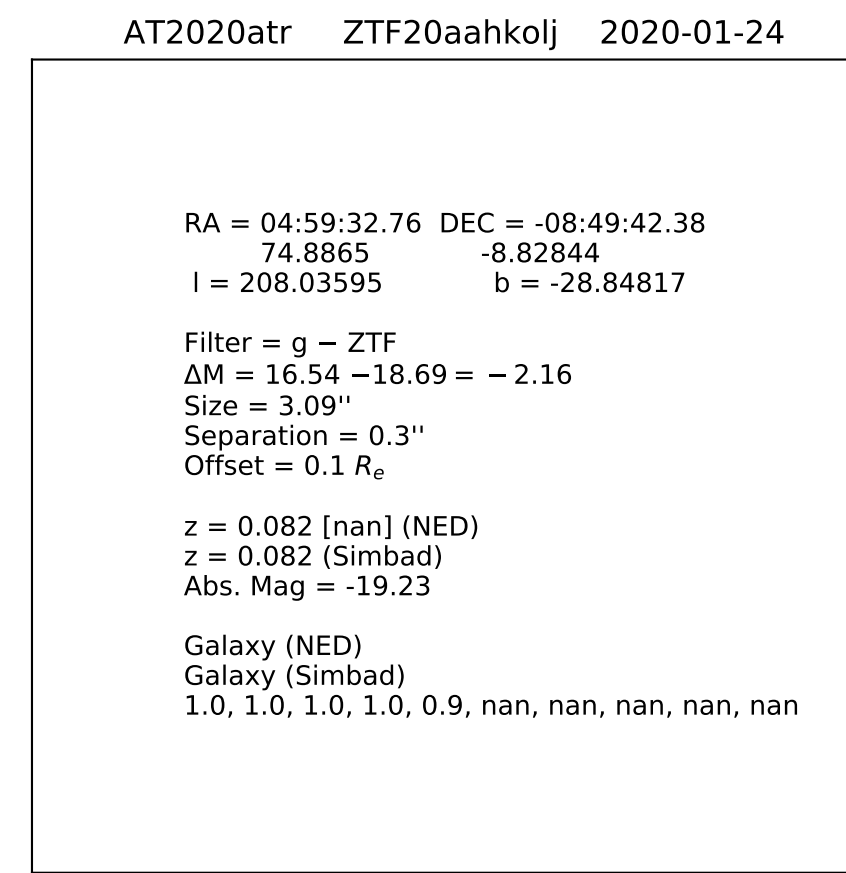 AT2020atr ZTF20aahkolj 2020-01-24
RA = 04:59:32.76 DEC = -08:49:42.38
74.8865 -8.82844
l = 208.03595 b = -28.84817
Filter = g − ZTF
ΔM = 16.54 −18.69 = − 2.16
Size = 3.09''
Separation = 0.3''
Offset = 0.1 Rₑ
z = 0.082 [nan] (NED)
z = 0.082 (Simbad)
Abs. Mag = -19.23
Galaxy (NED)
Galaxy (Simbad)
1.0, 1.0, 1.0, 1.0, 0.9, nan, nan, nan, nan, nan